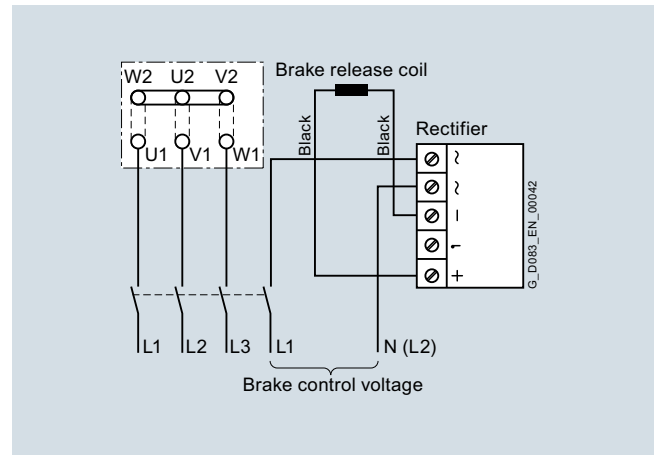 Brake release coil
W2 U2 V2
Black
Black
Rectifier
U1 V1 W1
~
~
–
+
L1 L2 L3 L1 N (L2)
Brake control voltage
G_D083_EN_00042